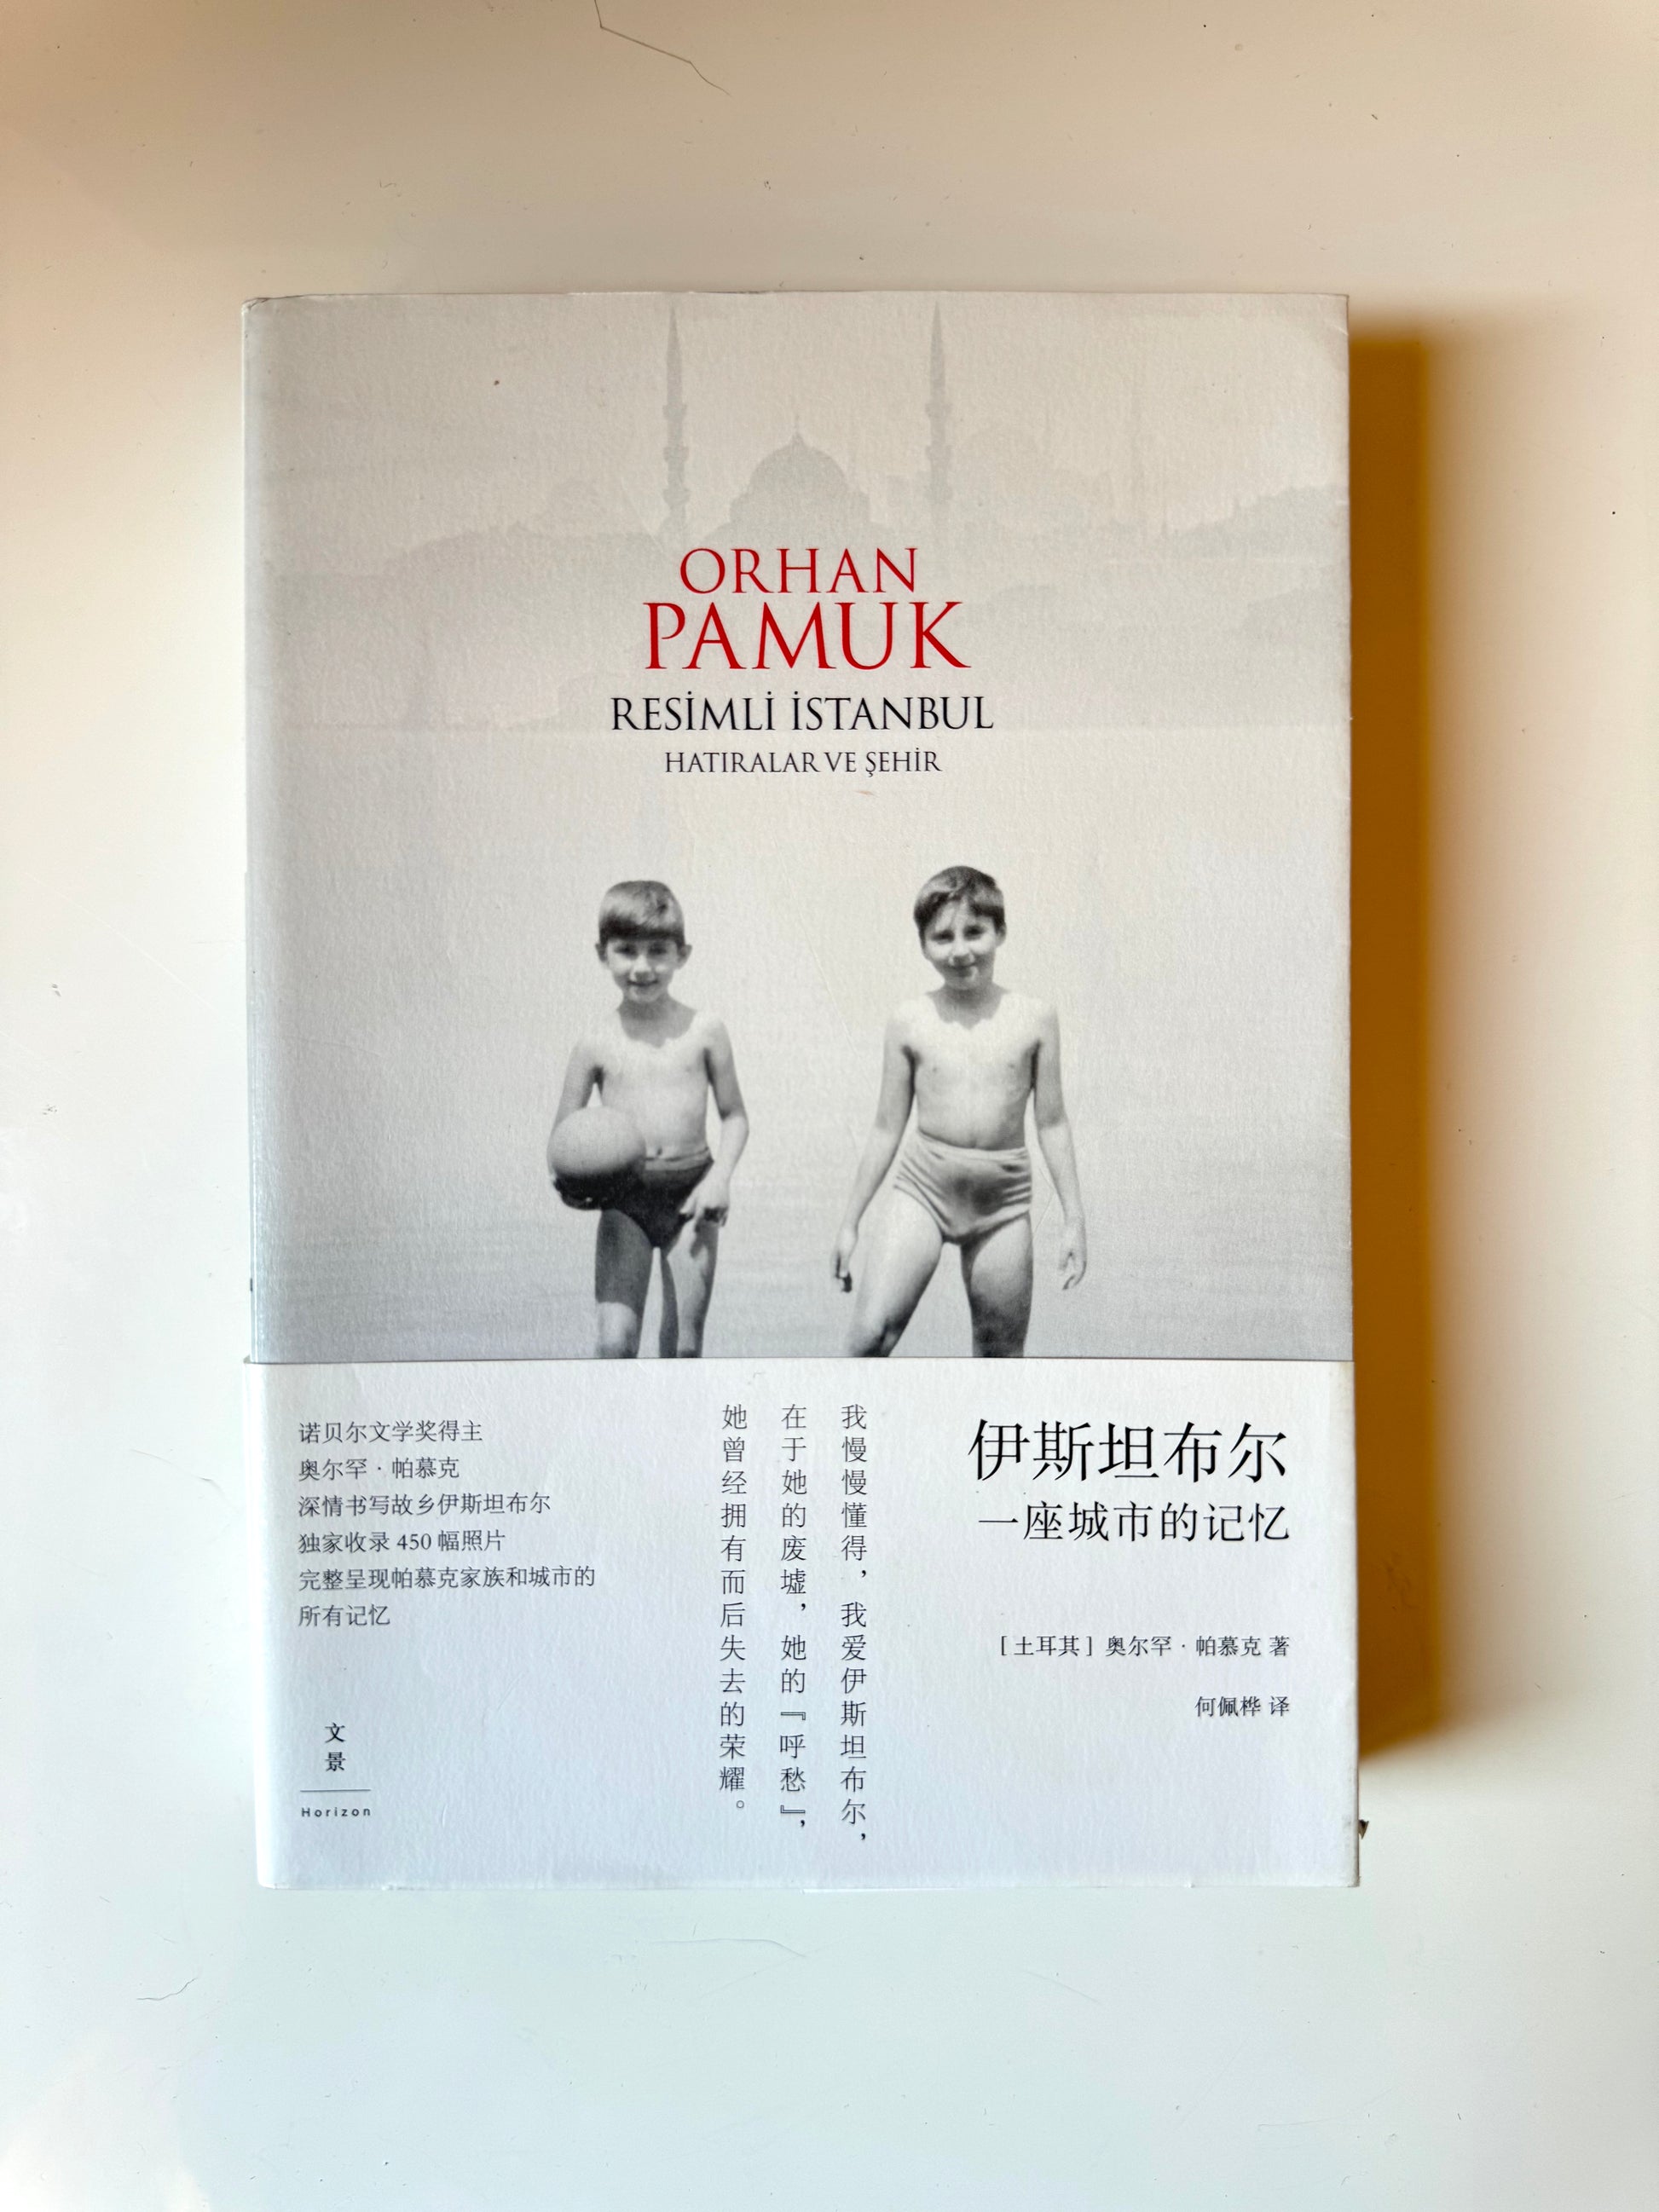 ORHAN
PAMUK
RESİMLİ İSTANBUL
HATIRALAR VE ŞEHİR
伊斯坦布尔
一座城市的记忆
[土耳其] 奥尔罕·帕慕克 著
何佩桦 译
我慢慢懂得，我爱伊斯坦布尔，
在于她的废墟，她的『呼愁』，
她曾经拥有而后失去的荣耀。
诺贝尔文学奖得主
奥尔罕·帕慕克
深情书写故乡伊斯坦布尔
独家收录 450 幅照片
完整呈现帕慕克家族和城市的
所有记忆
文
景
Horizon